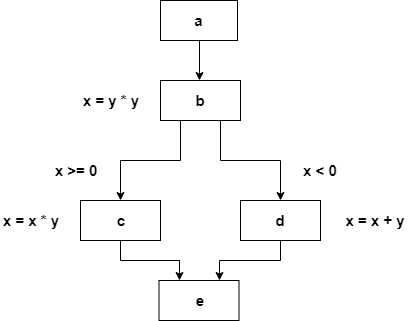 a
x = y * y
b
x >= 0
x < 0
x = x * y
c
d
x = x + y
e